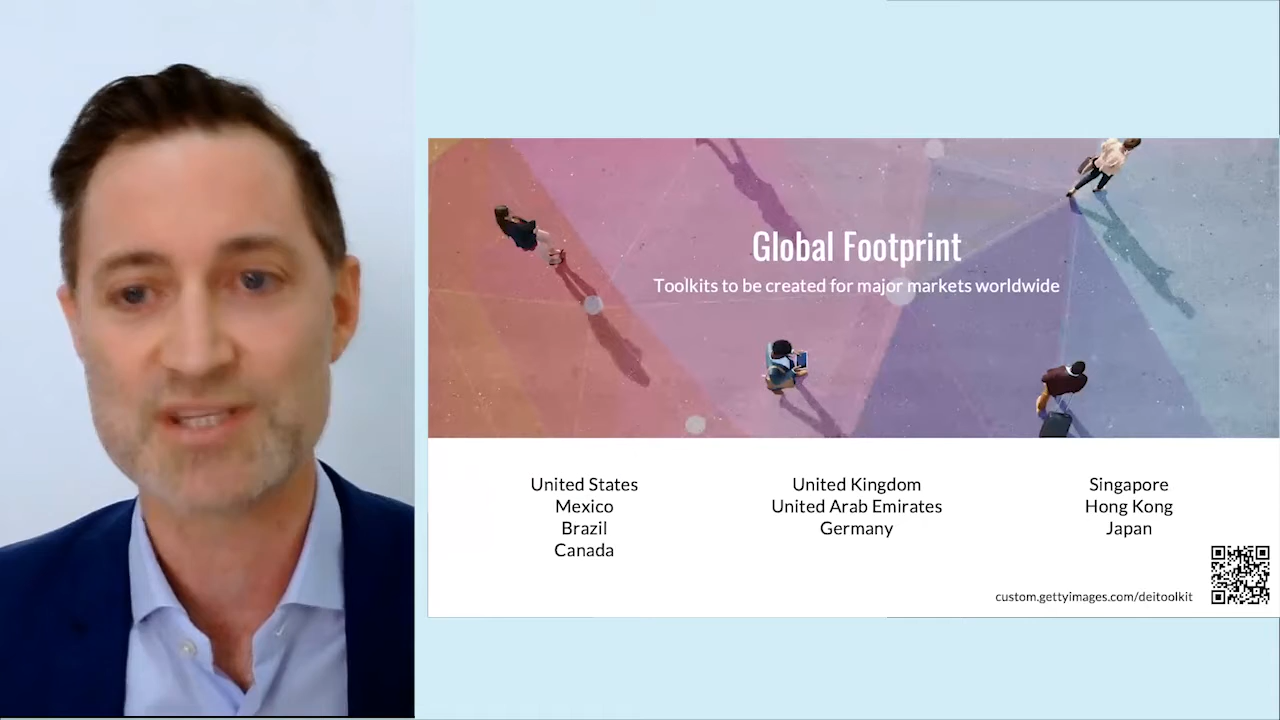 Global Footprint
Toolkits to be created for major markets worldwide
United States
Mexico
Brazil
Canada
United Kingdom
United Arab Emirates
Germany
Singapore
Hong Kong
Japan
custom.gettyimages.com/deitoolkit